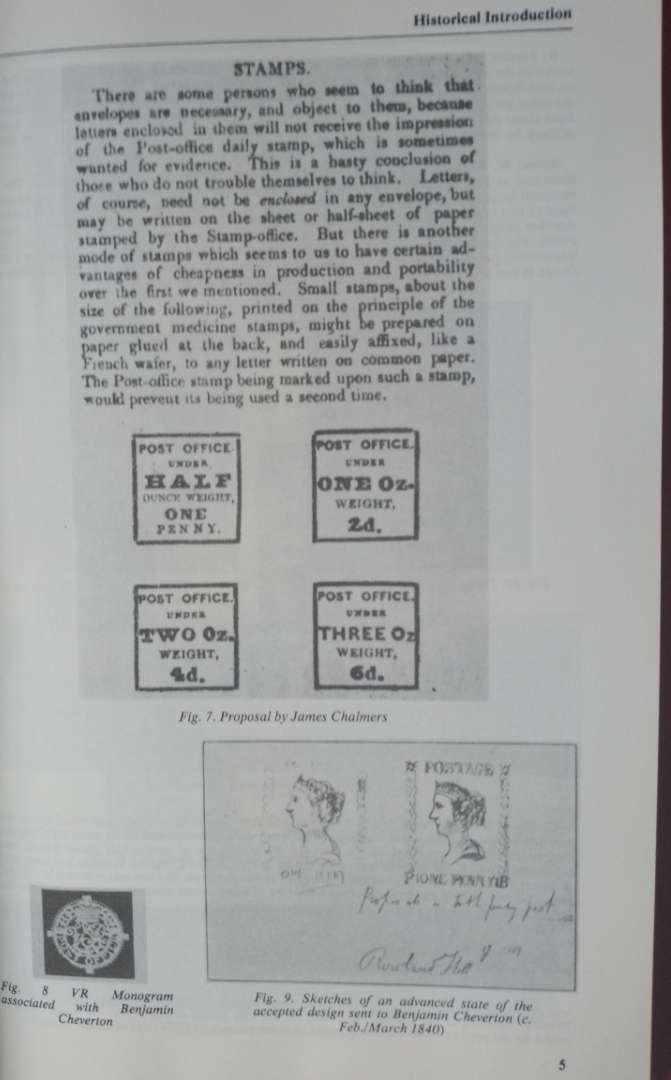 Historical Introduction
STAMPS.
There are some persons who seem to think that
envelopes are necessary, and object to them, because
letters enclosed in them will not receive the impression
of the Post-office daily stamp, which is sometimes
wanted for evidence. This is a hasty conclusion of
those who do not trouble themselves to think. Letters,
of course, need not be enclosed in any envelope, but
may be written on the sheet or half-sheet of paper
stamped by the Stamp-office. But there is another
mode of stamps which seems to us to have certain ad-
vantages of cheapness in production and portability
over the first we mentioned. Small stamps, about the
size of the following, printed on the principle of the
government medicine stamps, might be prepared on
paper glued at the back, and easily affixed, like a
French wafer, to any letter written on common paper.
The Post-office stamp being marked upon such a stamp,
would prevent its being used a second time.
POST OFFICE.
UNDER
HALF
OUNCE WEIGHT,
ONE
PENNY.
POST OFFICE.
UNDER
ONE Oz.
WEIGHT,
2d.
POST OFFICE.
UNDER
TWO Oz.
WEIGHT,
4d.
POST OFFICE.
UNDER
THREE Oz
WEIGHT,
6d.
Fig. 7. Proposal by James Chalmers
POSTAGE
ONE PENNY
Rowland Hill
POST OFFICE
Fig. 8 VR Monogram
associated with Benjamin
Cheverton
Fig. 9. Sketches of an advanced state of the
accepted design sent to Benjamin Cheverton (c.
Feb./March 1840)
5